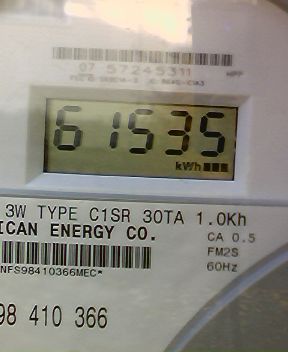 07 57245311
61535
kWh
3W TYPE C1SR 30TA 1.0Kh
ICAN ENERGY CO.
CA 0.5
FM2S
60Hz
NFS98410366MEC*
98 410 366